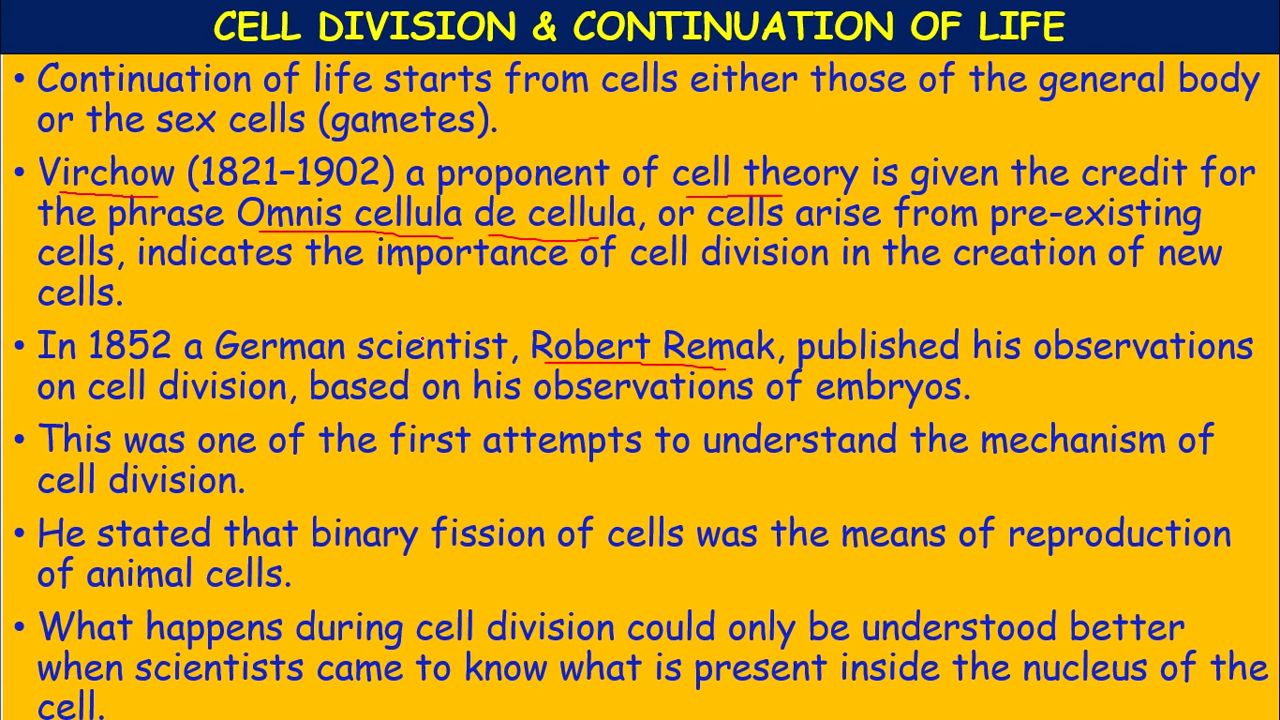 CELL DIVISION & CONTINUATION OF LIFE
• Continuation of life starts from cells either those of the general body
or the sex cells (gametes).
• Virchow (1821–1902) a proponent of cell theory is given the credit for
the phrase Omnis cellula de cellula, or cells arise from pre-existing
cells, indicates the importance of cell division in the creation of new
cells.
• In 1852 a German scientist, Robert Remak, published his observations
on cell division, based on his observations of embryos.
• This was one of the first attempts to understand the mechanism of
cell division.
• He stated that binary fission of cells was the means of reproduction
of animal cells.
• What happens during cell division could only be understood better
when scientists came to know what is present inside the nucleus of the
cell.